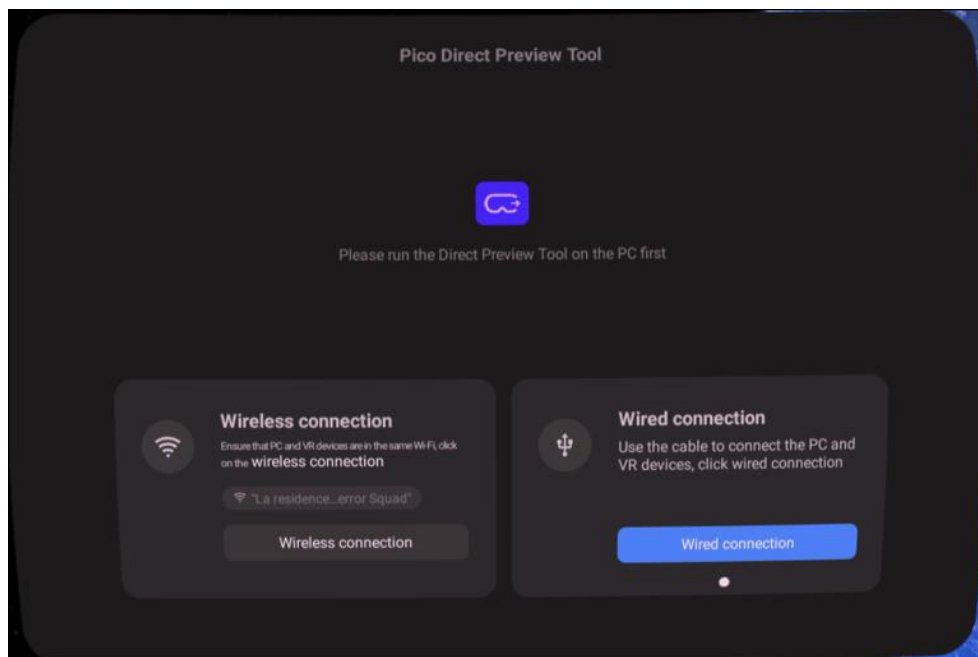 Pico Direct Preview Tool
Please run the Direct Preview Tool on the PC first
Wireless connection
Ensure that PC and VR devices are in the same Wi-Fi, click
on the wireless connection
"La residence...error Squad"
Wireless connection
Wired connection
Use the cable to connect the PC and
VR devices, click wired connection
Wired connection